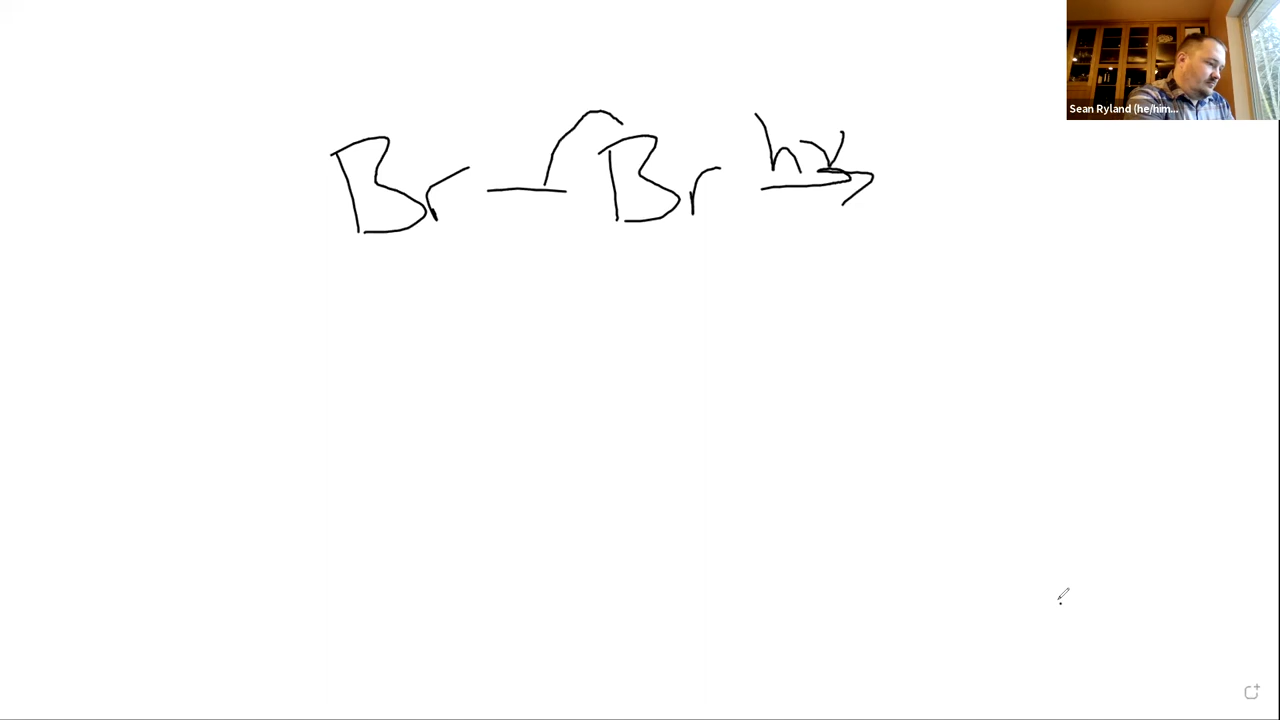 Sean Ryland (he/him...
Br — Br hν